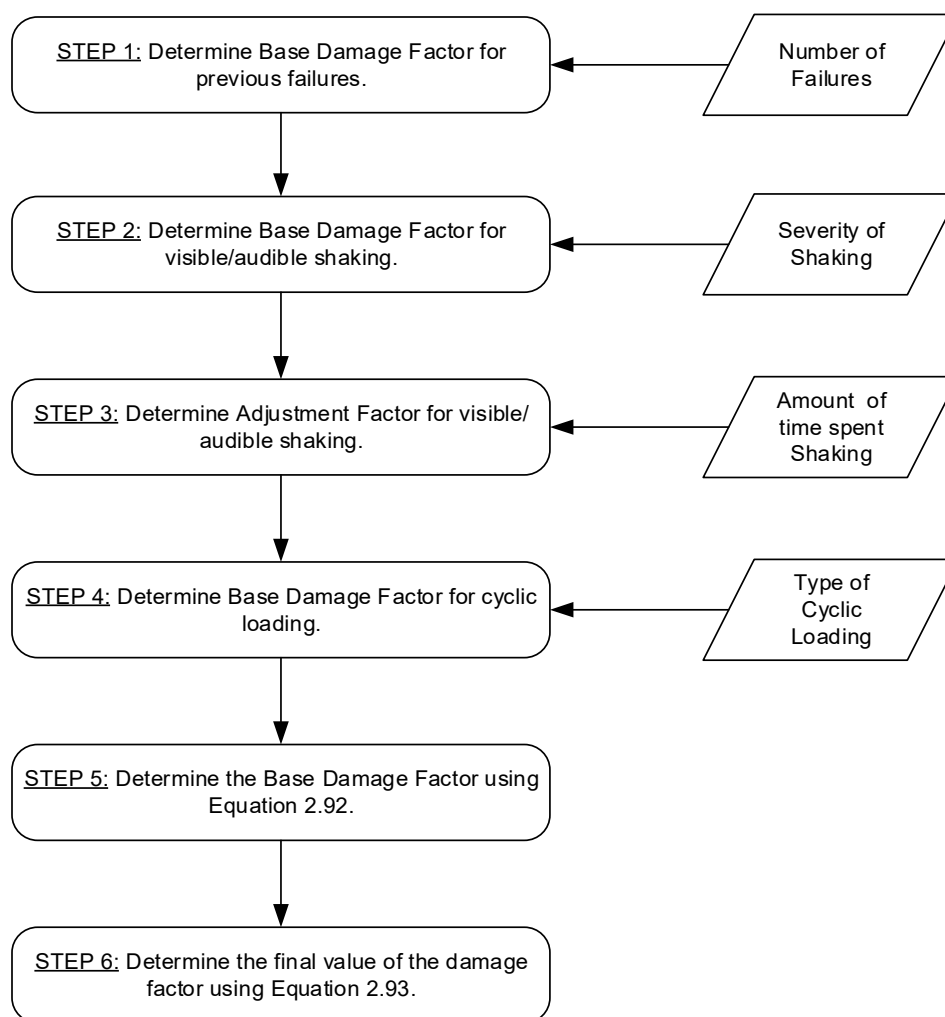 STEP 1: Determine Base Damage Factor for
previous failures.
Number of
Failures
STEP 2: Determine Base Damage Factor for
visible/audible shaking.
Severity of
Shaking
STEP 3: Determine Adjustment Factor for visible/
audible shaking.
Amount of
time spent
Shaking
STEP 4: Determine Base Damage Factor for cyclic
loading.
Type of
Cyclic
Loading
STEP 5: Determine the Base Damage Factor using
Equation 2.92.
STEP 6: Determine the final value of the damage
factor using Equation 2.93.